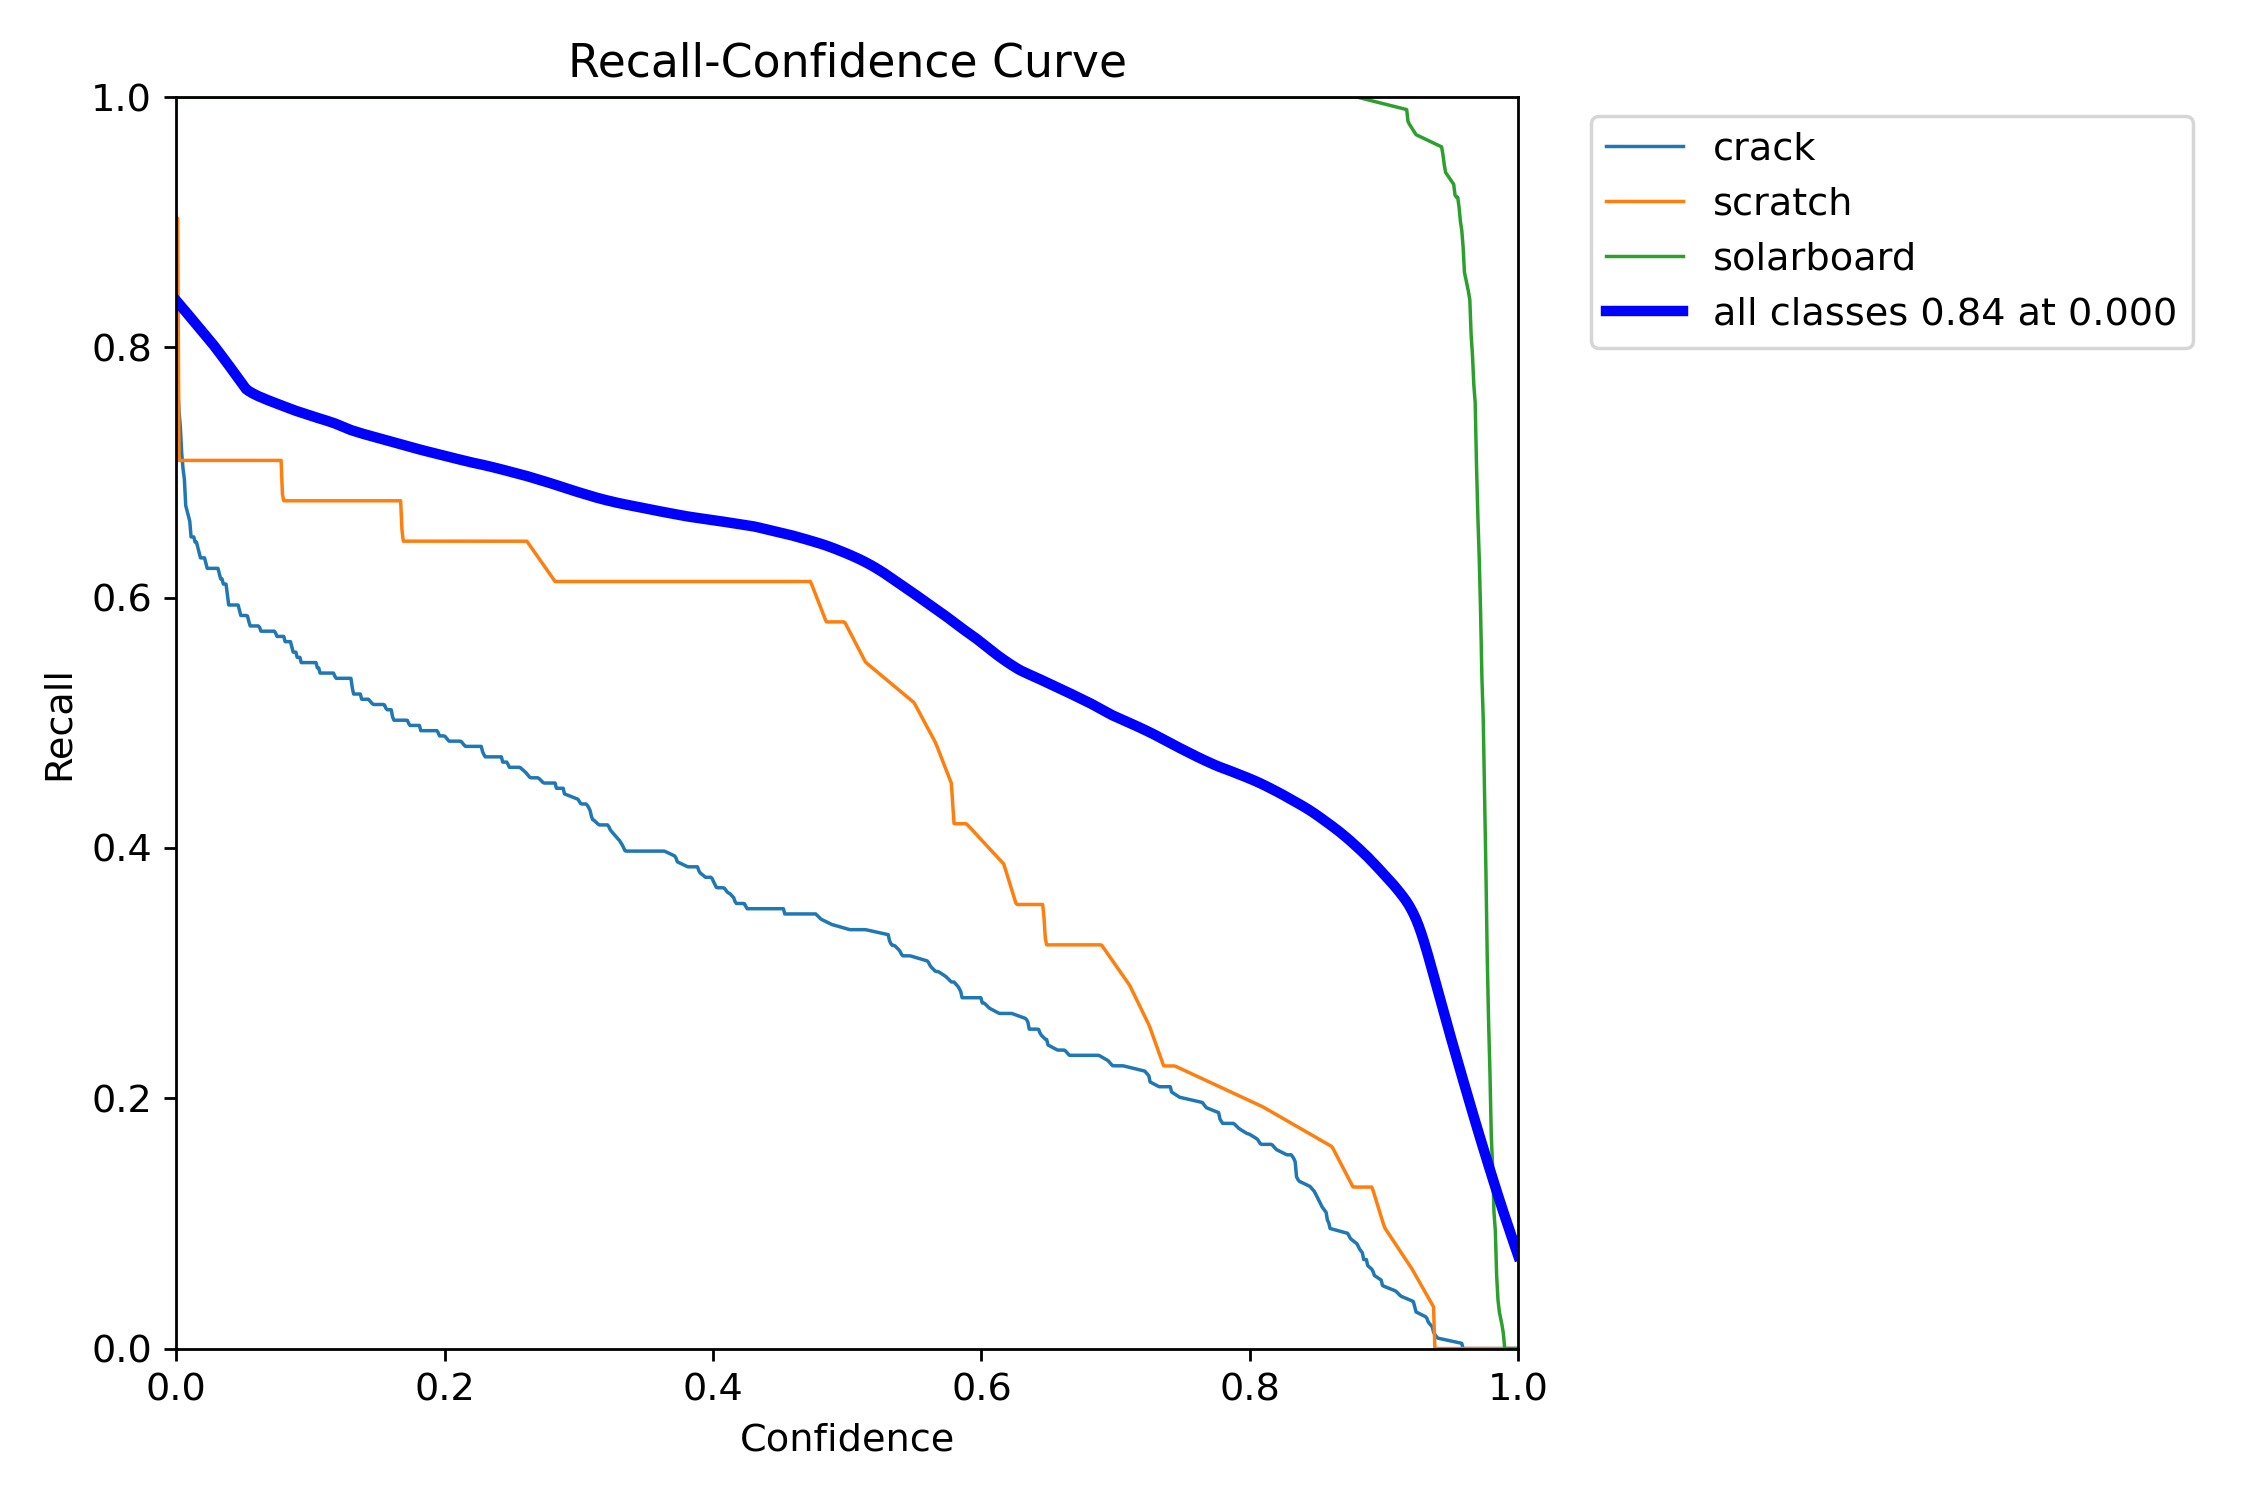 Recall-Confidence Curve
1.0
0.8
0.6
0.4
0.2
0.0
Recall
0.0 0.2 0.4 0.6 0.8 1.0
Confidence
crack
scratch
solarboard
all classes 0.84 at 0.000